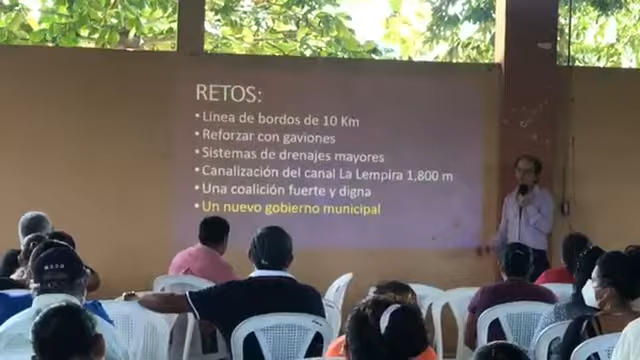 RETOS:
• Línea de bordos de 10 Km
• Reforzar con gaviones
• Sistemas de drenajes mayores
• Canalización del canal La Lempira 1,800 m
• Una coalición fuerte y digna
• Un nuevo gobierno municipal